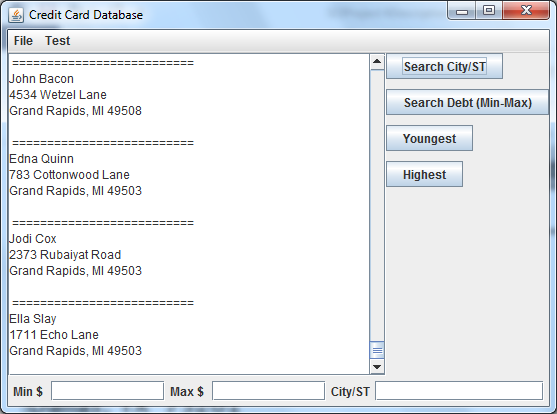 Credit Card Database
File Test
===========================
John Bacon
4534 Wetzel Lane
Grand Rapids, MI 49508
===========================
Edna Quinn
783 Cottonwood Lane
Grand Rapids, MI 49503
===========================
Jodi Cox
2373 Rubaiyat Road
Grand Rapids, MI 49503
===========================
Ella Slay
1711 Echo Lane
Grand Rapids, MI 49503
Search City/ST
Search Debt (Min-Max)
Youngest
Highest
Min $ Max $ City/ST